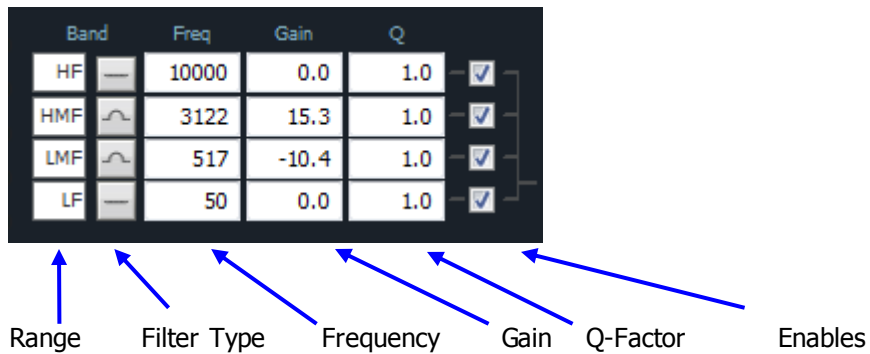 Band Freq Gain Q
HF 10000 0.0 1.0
HMF 3122 15.3 1.0
LMF 517 -10.4 1.0
LF 50 0.0 1.0
Range Filter Type Frequency Gain Q-Factor Enables